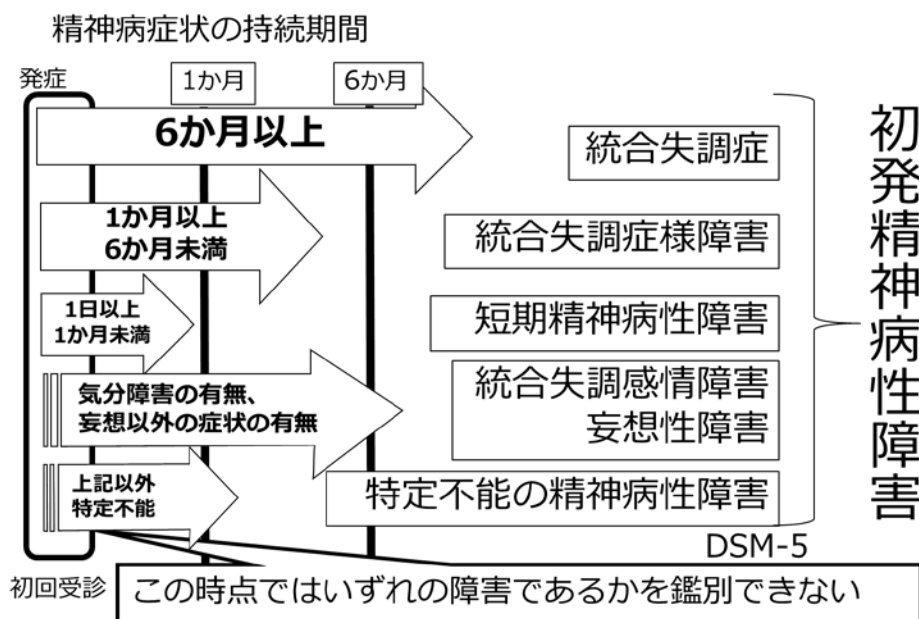 精神病症状の持続期間
発症
1か月
6か月
6か月以上
統合失調症
1か月以上
6か月未満
統合失調症様障害
1日以上
1か月未満
短期精神病性障害
気分障害の有無、
妄想以外の症状の有無
統合失調感情障害
妄想性障害
上記以外
特定不能
特定不能の精神病性障害
初発精神病性障害
DSM-5
初回受診
この時点ではいずれの障害であるかを鑑別できない